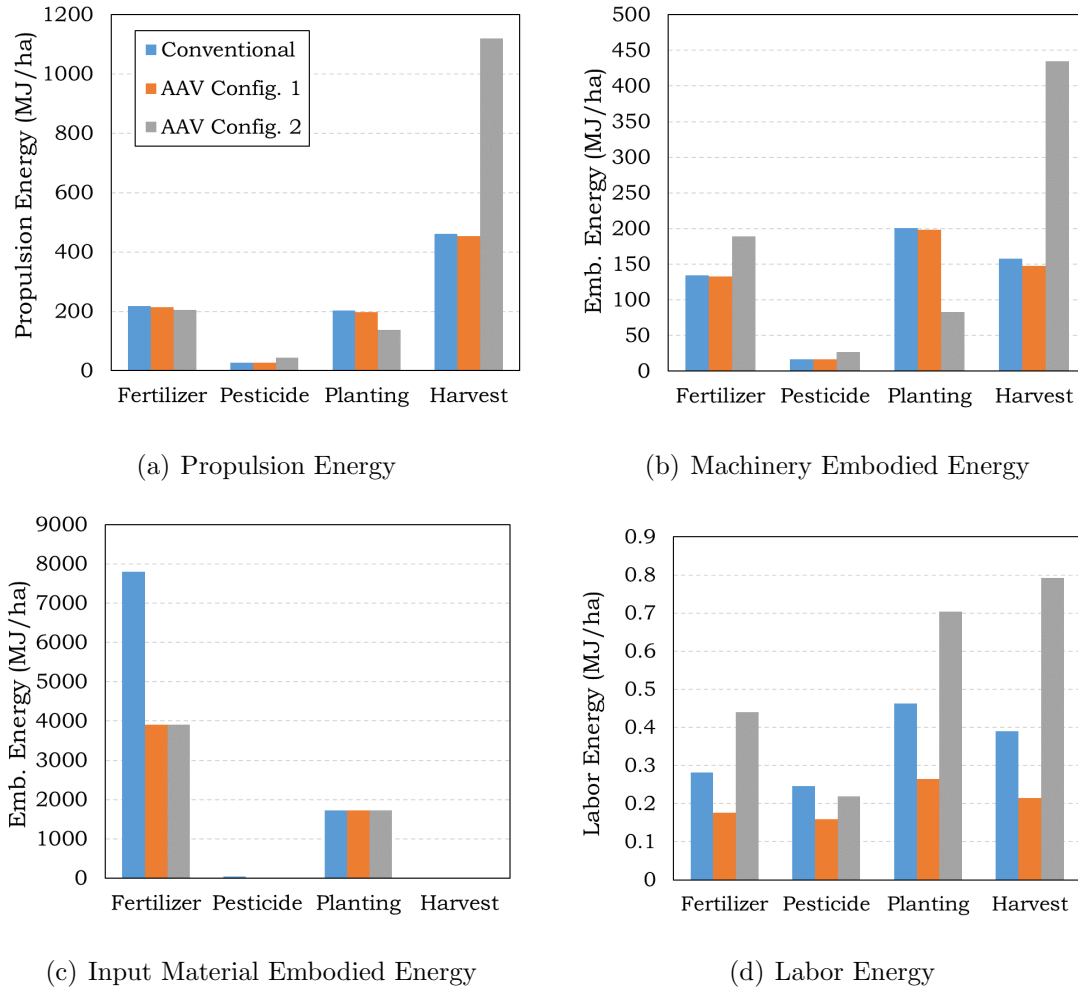 1200
1000
800
600
400
200
0
Propulsion Energy (MJ/ha)
Conventional
AAV Config. 1
AAV Config. 2
Fertilizer Pesticide Planting Harvest
(a) Propulsion Energy
500
450
400
350
300
250
200
150
100
50
0
Emb. Energy (MJ/ha)
Fertilizer Pesticide Planting Harvest
(b) Machinery Embodied Energy
9000
8000
7000
6000
5000
4000
3000
2000
1000
0
Emb. Energy (MJ/ha)
Fertilizer Pesticide Planting Harvest
(c) Input Material Embodied Energy
0.9
0.8
0.7
0.6
0.5
0.4
0.3
0.2
0.1
0
Labor Energy (MJ/ha)
Fertilizer Pesticide Planting Harvest
(d) Labor Energy